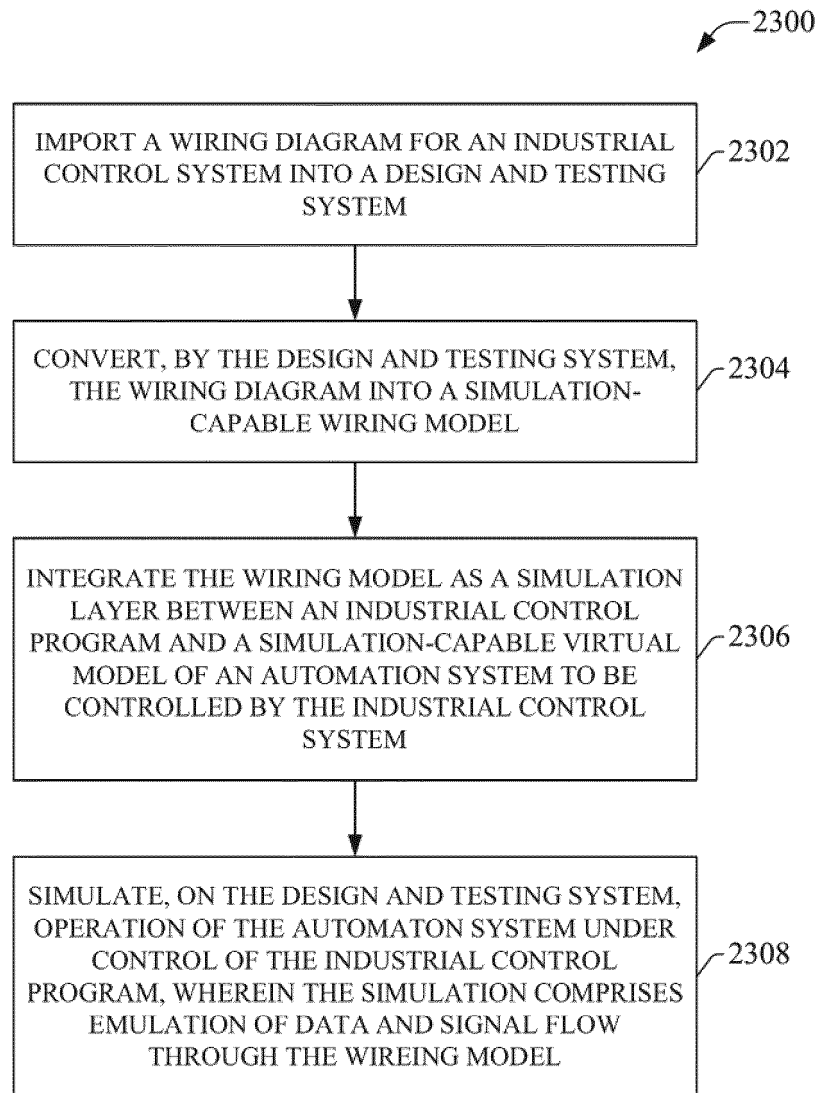 2300
IMPORT A WIRING DIAGRAM FOR AN INDUSTRIAL
CONTROL SYSTEM INTO A DESIGN AND TESTING
SYSTEM
2302
CONVERT, BY THE DESIGN AND TESTING SYSTEM,
THE WIRING DIAGRAM INTO A SIMULATION-
CAPABLE WIRING MODEL
2304
INTEGRATE THE WIRING MODEL AS A SIMULATION
LAYER BETWEEN AN INDUSTRIAL CONTROL
PROGRAM AND A SIMULATION-CAPABLE VIRTUAL
MODEL OF AN AUTOMATION SYSTEM TO BE
CONTROLLED BY THE INDUSTRIAL CONTROL
SYSTEM
2306
SIMULATE, ON THE DESIGN AND TESTING SYSTEM,
OPERATION OF THE AUTOMATON SYSTEM UNDER
CONTROL OF THE INDUSTRIAL CONTROL
PROGRAM, WHEREIN THE SIMULATION COMPRISES
EMULATION OF DATA AND SIGNAL FLOW
THROUGH THE WIREING MODEL
2308